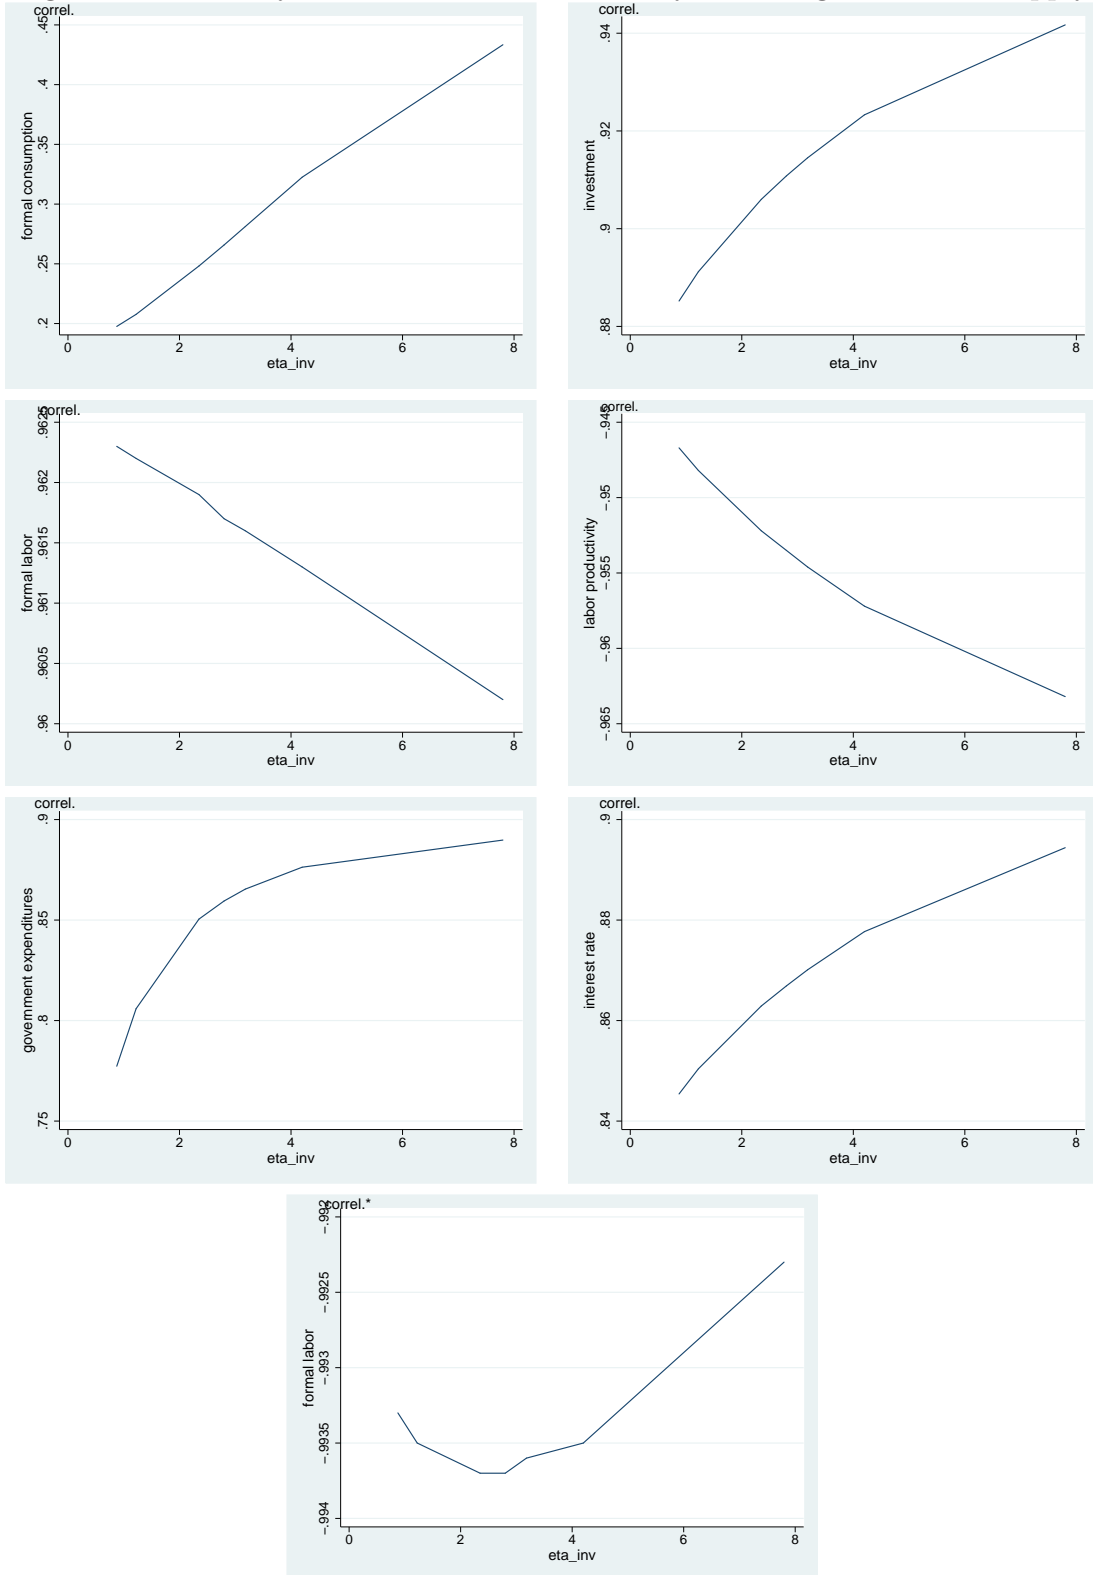 correl.
formal consumption
.2 .25 .3 .35 .4 .45
0 2 4 6 8
eta_inv
correl.
investment
.88 .9 .92 .94
0 2 4 6 8
eta_inv
correl.
formal labor
.96 .9605 .961 .9615 .962 .9625
0 2 4 6 8
eta_inv
correl.
labor productivity
−.965 −.96 −.955 −.95 −.945
0 2 4 6 8
eta_inv
correl.
government expenditures
.75 .8 .85 .9
0 2 4 6 8
eta_inv
correl.
interest rate
.84 .86 .88 .9
0 2 4 6 8
eta_inv
correl.*
formal labor
−.994 −.9935 −.993 −.9925 −.992
0 2 4 6 8
eta_inv